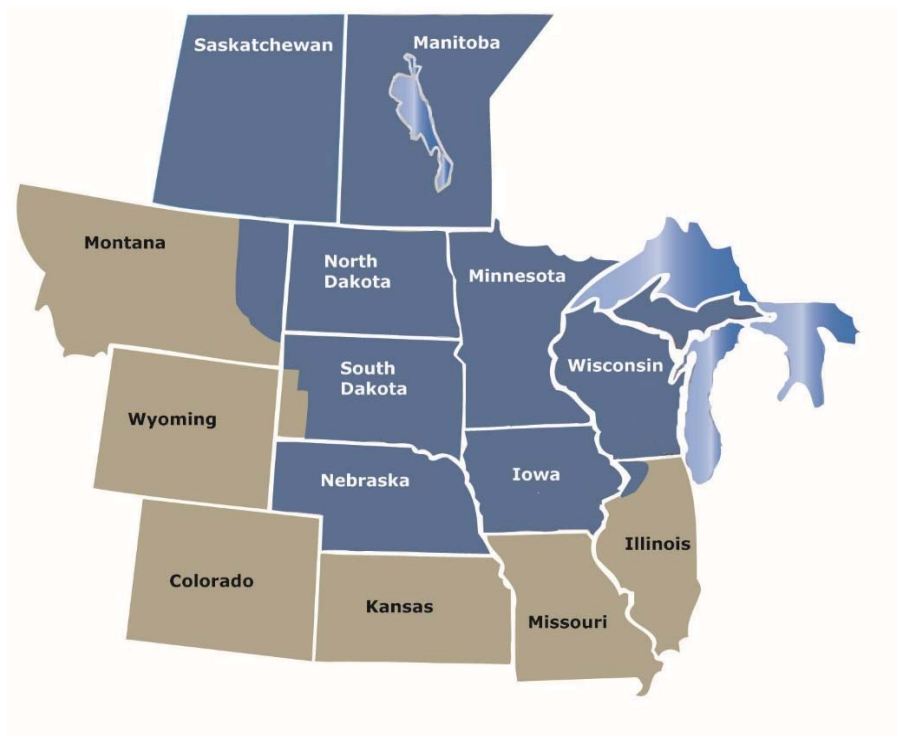 Saskatchewan
Manitoba
Montana
North
Dakota
Minnesota
South
Dakota
Wisconsin
Wyoming
Nebraska
Iowa
Illinois
Colorado
Kansas
Missouri